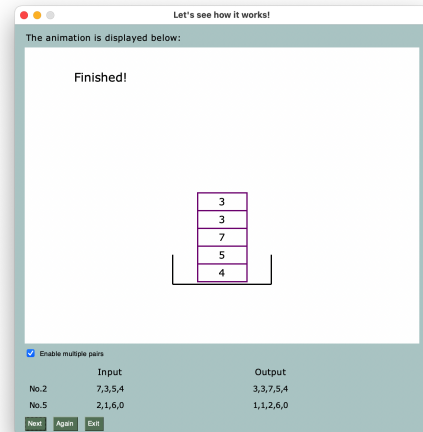 Let's see how it works!
The animation is displayed below:
Finished!
3
3
7
5
4
Enable multiple pairs
Input Output
No.2 7,3,5,4 3,3,7,5,4
No.5 2,1,6,0 1,1,2,6,0
Next Again Exit